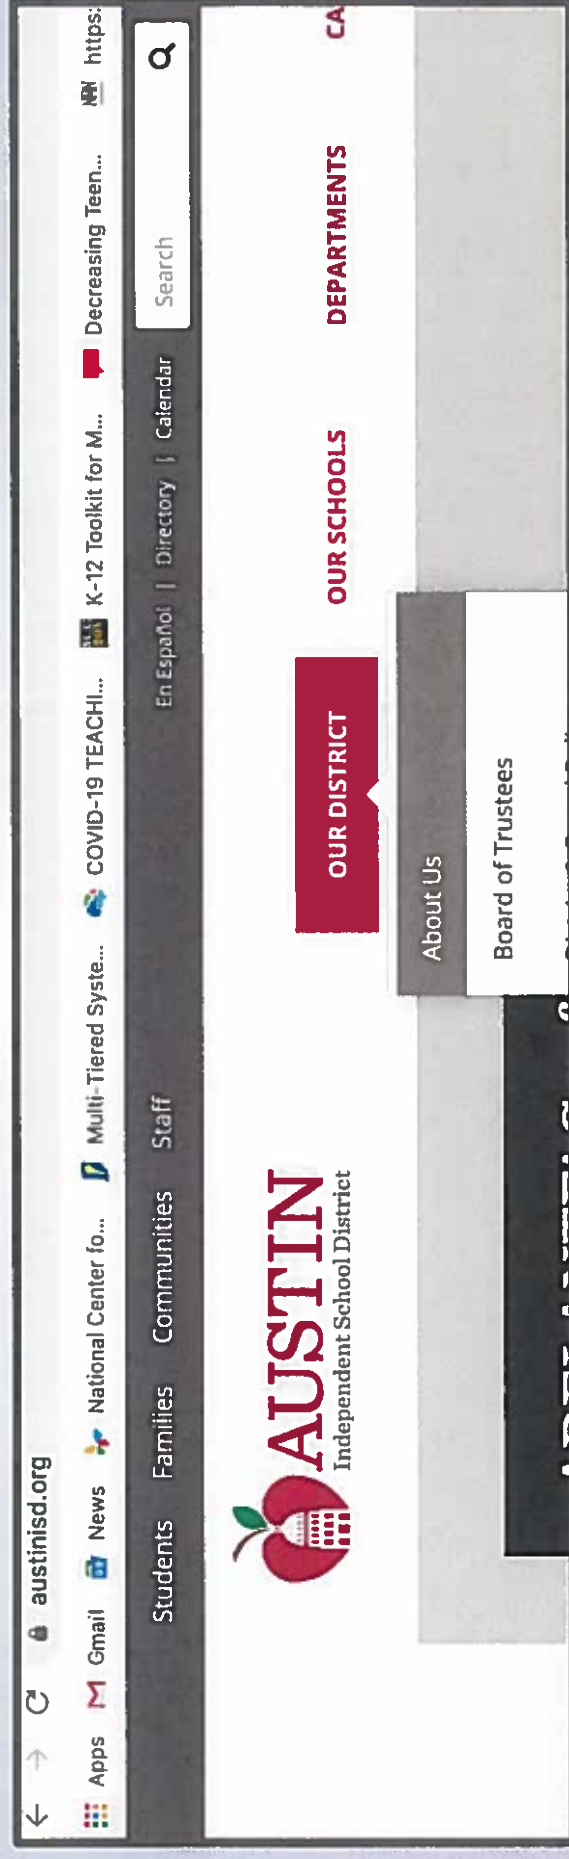 austinisd.org
Apps Gmail News National Center fo... Multi-Tiered Syste... COVID-19 TEACHI... K-12 Toolkit for M... Decreasing Teen... https:
Students Families Communities Staff En Español | Directory | Calendar Search
AUSTIN
Independent School District
OUR DISTRICT OUR SCHOOLS DEPARTMENTS CA
About Us
Board of Trustees